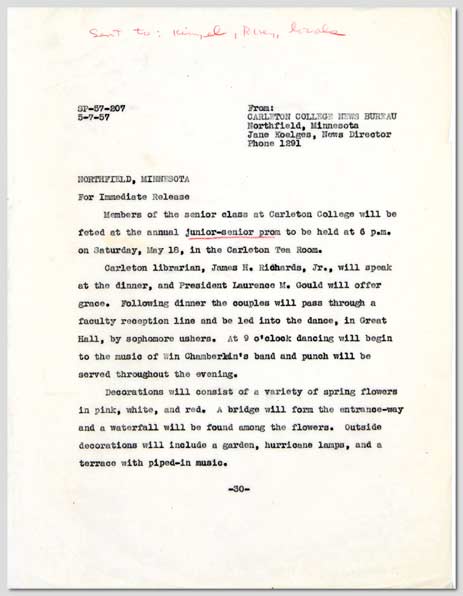 Sent to: 
SP-57-207
5-7-57
From:
CARLETON COLLEGE NEWS BUREAU
Northfield, Minnesota
Jane Koelges, News Director
Phone 1291
NORTHFIELD, MINNESOTA
For Immediate Release
Members of the senior class at Carleton College will be
feted at the annual junior-senior prom to be held at 6 p.m.
on Saturday, May 18, in the Carleton Tea Room.
Carleton librarian, James H. Richards, Jr., will speak
at the dinner, and President Laurence M. Gould will offer
grace. Following dinner the couples will pass through a
faculty reception line and be led into the dance, in Great
Hall, by sophomore ushers. At 9 o'clock dancing will begin
to the music of Win Chamberlin's band and punch will be
served throughout the evening.
Decorations will consist of a variety of spring flowers
in pink, white, and red. A bridge will form the entrance-way
and a waterfall will be found among the flowers. Outside
decorations will include a garden, hurricane lamps, and a
terrace with piped-in music.
-30-